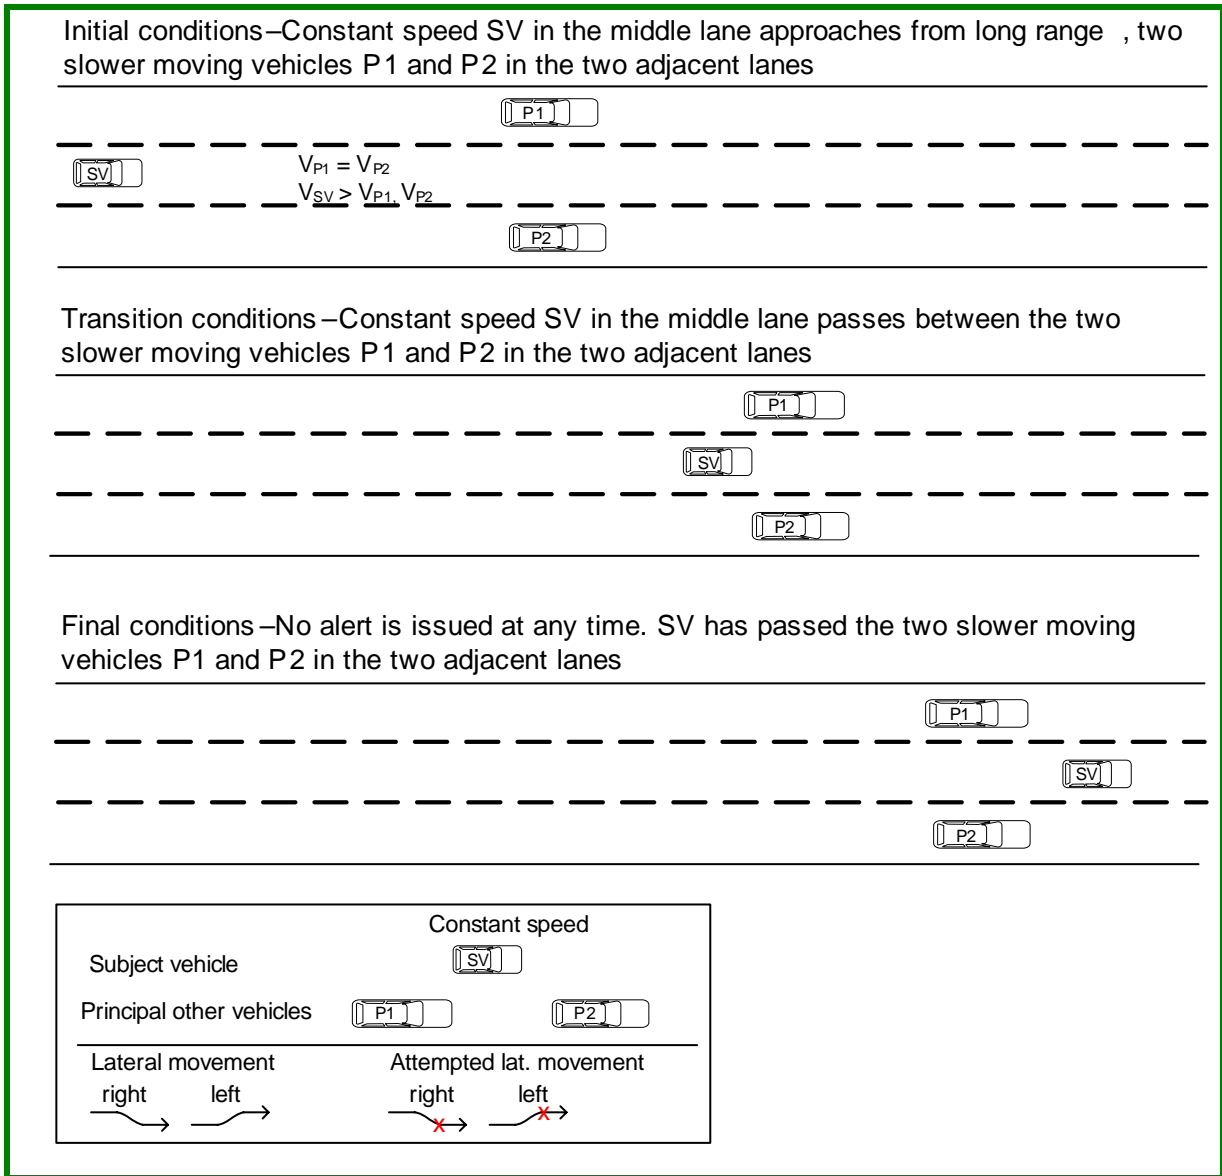 Initial conditions–Constant speed SV in the middle lane approaches from long range , two
slower moving vehicles P1 and P2 in the two adjacent lanes
P1
SV
VP1 = VP2
VSV > VP1, VP2
P2
Transition conditions–Constant speed SV in the middle lane passes between the two
slower moving vehicles P1 and P2 in the two adjacent lanes
P1
SV
P2
Final conditions–No alert is issued at any time. SV has passed the two slower moving
vehicles P1 and P2 in the two adjacent lanes
P1
SV
P2
Constant speed
Subject vehicle SV
Principal other vehicles P1 P2
Lateral movement Attempted lat. movement
right left right left